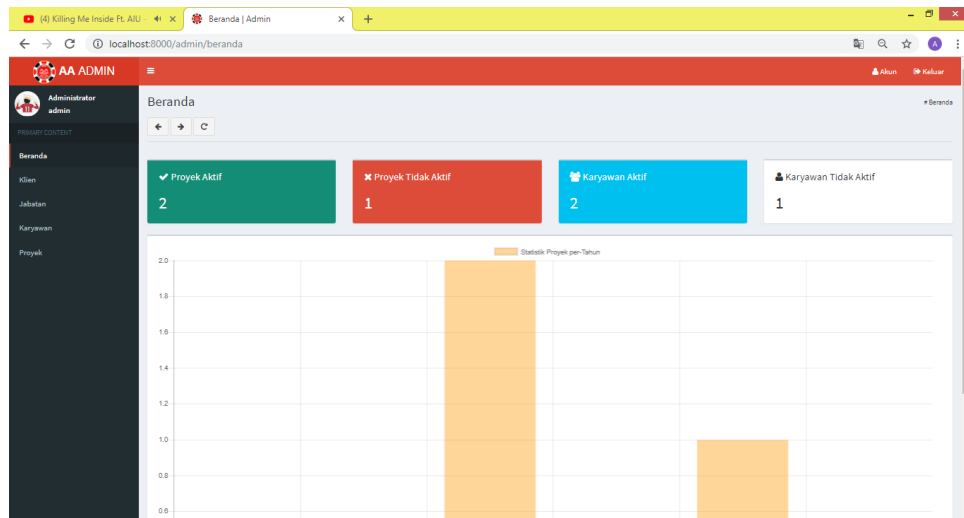 (4) Killing Me Inside Ft. AIU -
Beranda | Admin
localhost:8000/admin/beranda
A
AA ADMIN
Akun
Keluar
Administrator
admin
Beranda
# Beranda
PRIMARY CONTENT
Beranda
Klien
Jabatan
Karyawan
Proyek
Proyek Aktif
2
Proyek Tidak Aktif
1
Karyawan Aktif
2
Karyawan Tidak Aktif
1
Statistik Proyek per-Tahun
2.0
1.8
1.6
1.4
1.2
1.0
0.8
0.6